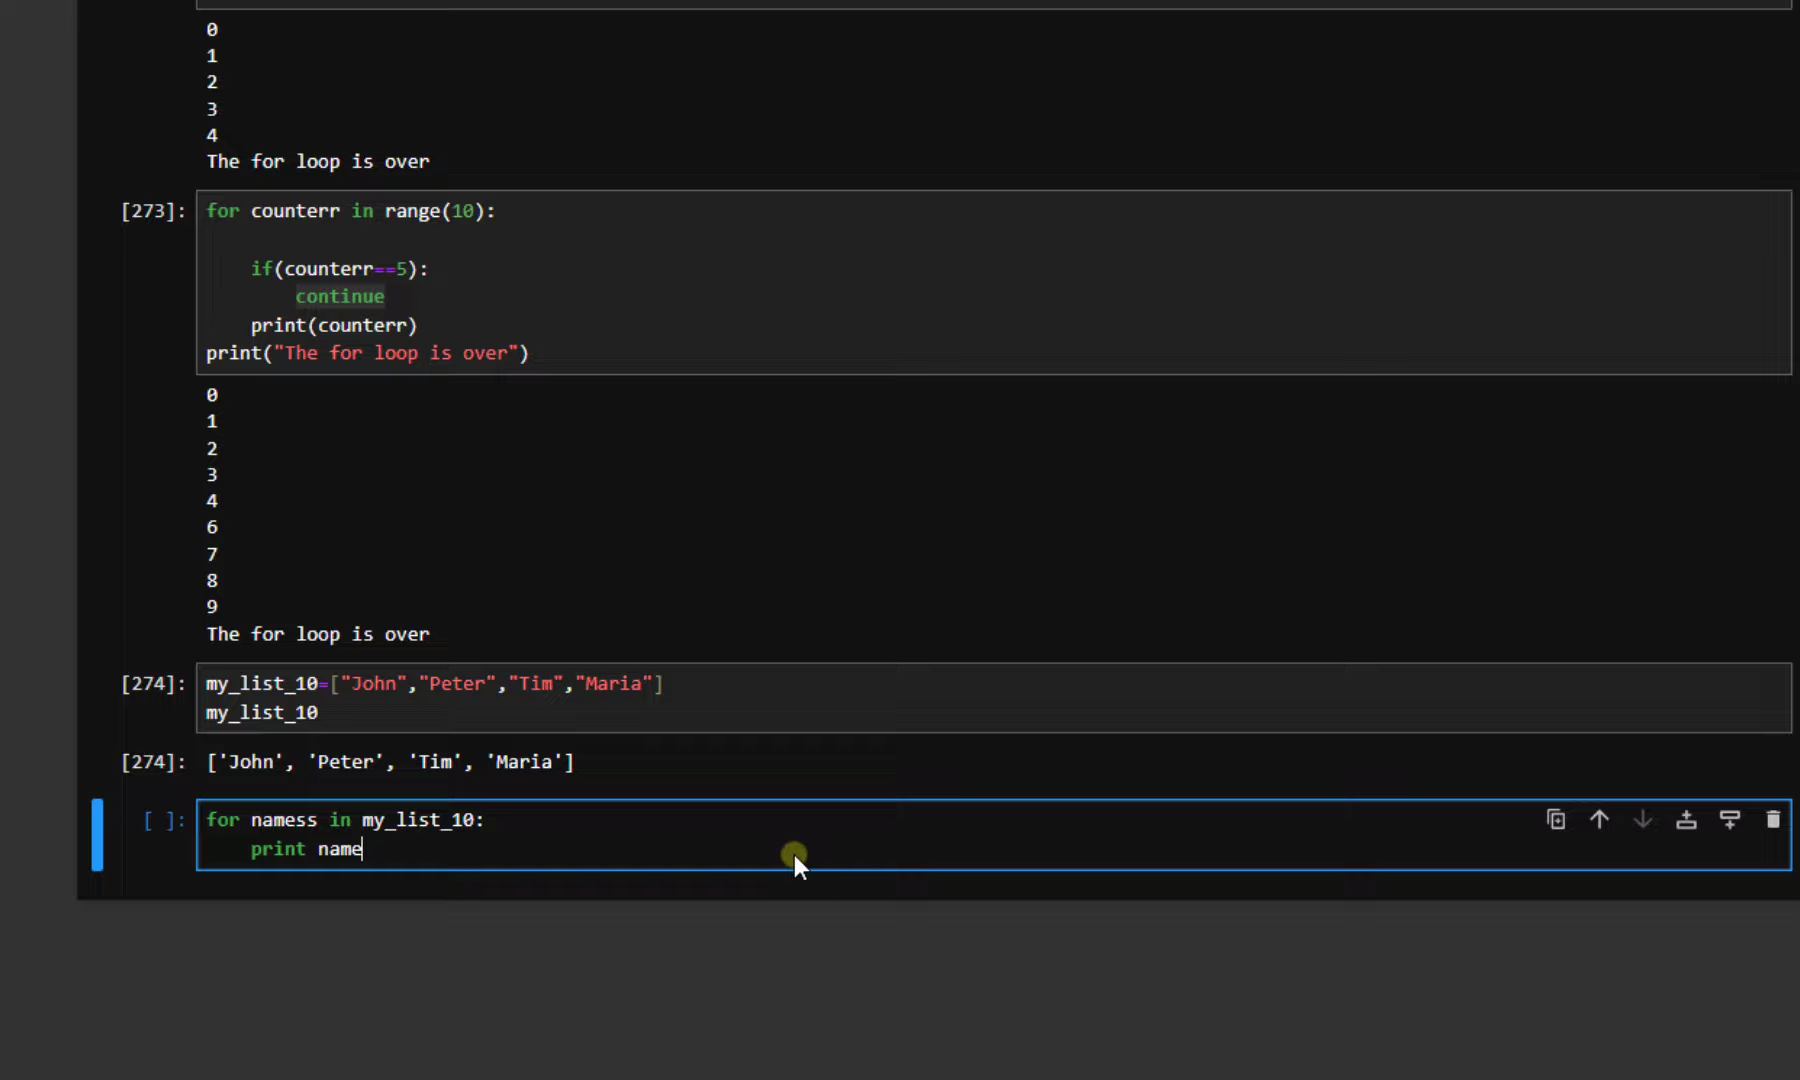 0
1
2
3
4
The for loop is over
[273]: for counterr in range(10):
if(counterr==5):
continue
print(counterr)
print("The for loop is over")
0
1
2
3
4
6
7
8
9
The for loop is over
[274]: my_list_10=["John","Peter","Tim","Maria"]
my_list_10
[274]: ['John', 'Peter', 'Tim', 'Maria']
[ ]: for namess in my_list_10:
print name